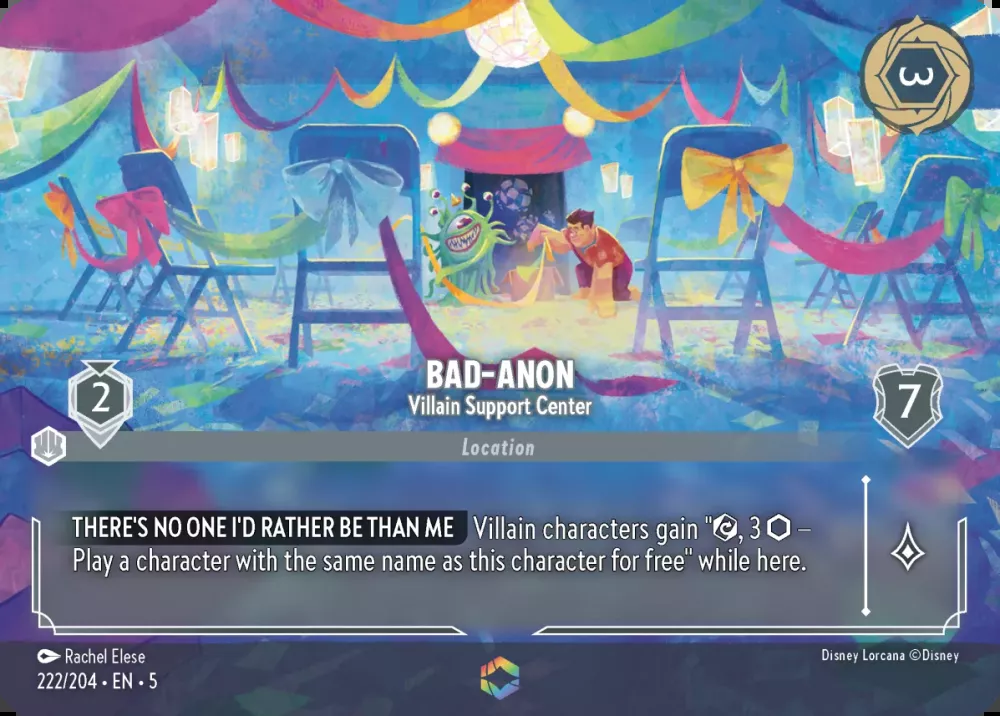 3
BAD-ANON
Villain Support Center
2
7
Location
THERE'S NO ONE I'D RATHER BE THAN ME Villain characters gain "⟳, 3 ⬡ –
Play a character with the same name as this character for free" while here.
Rachel Elese
Disney Lorcana ©Disney
222/204 • EN • 5